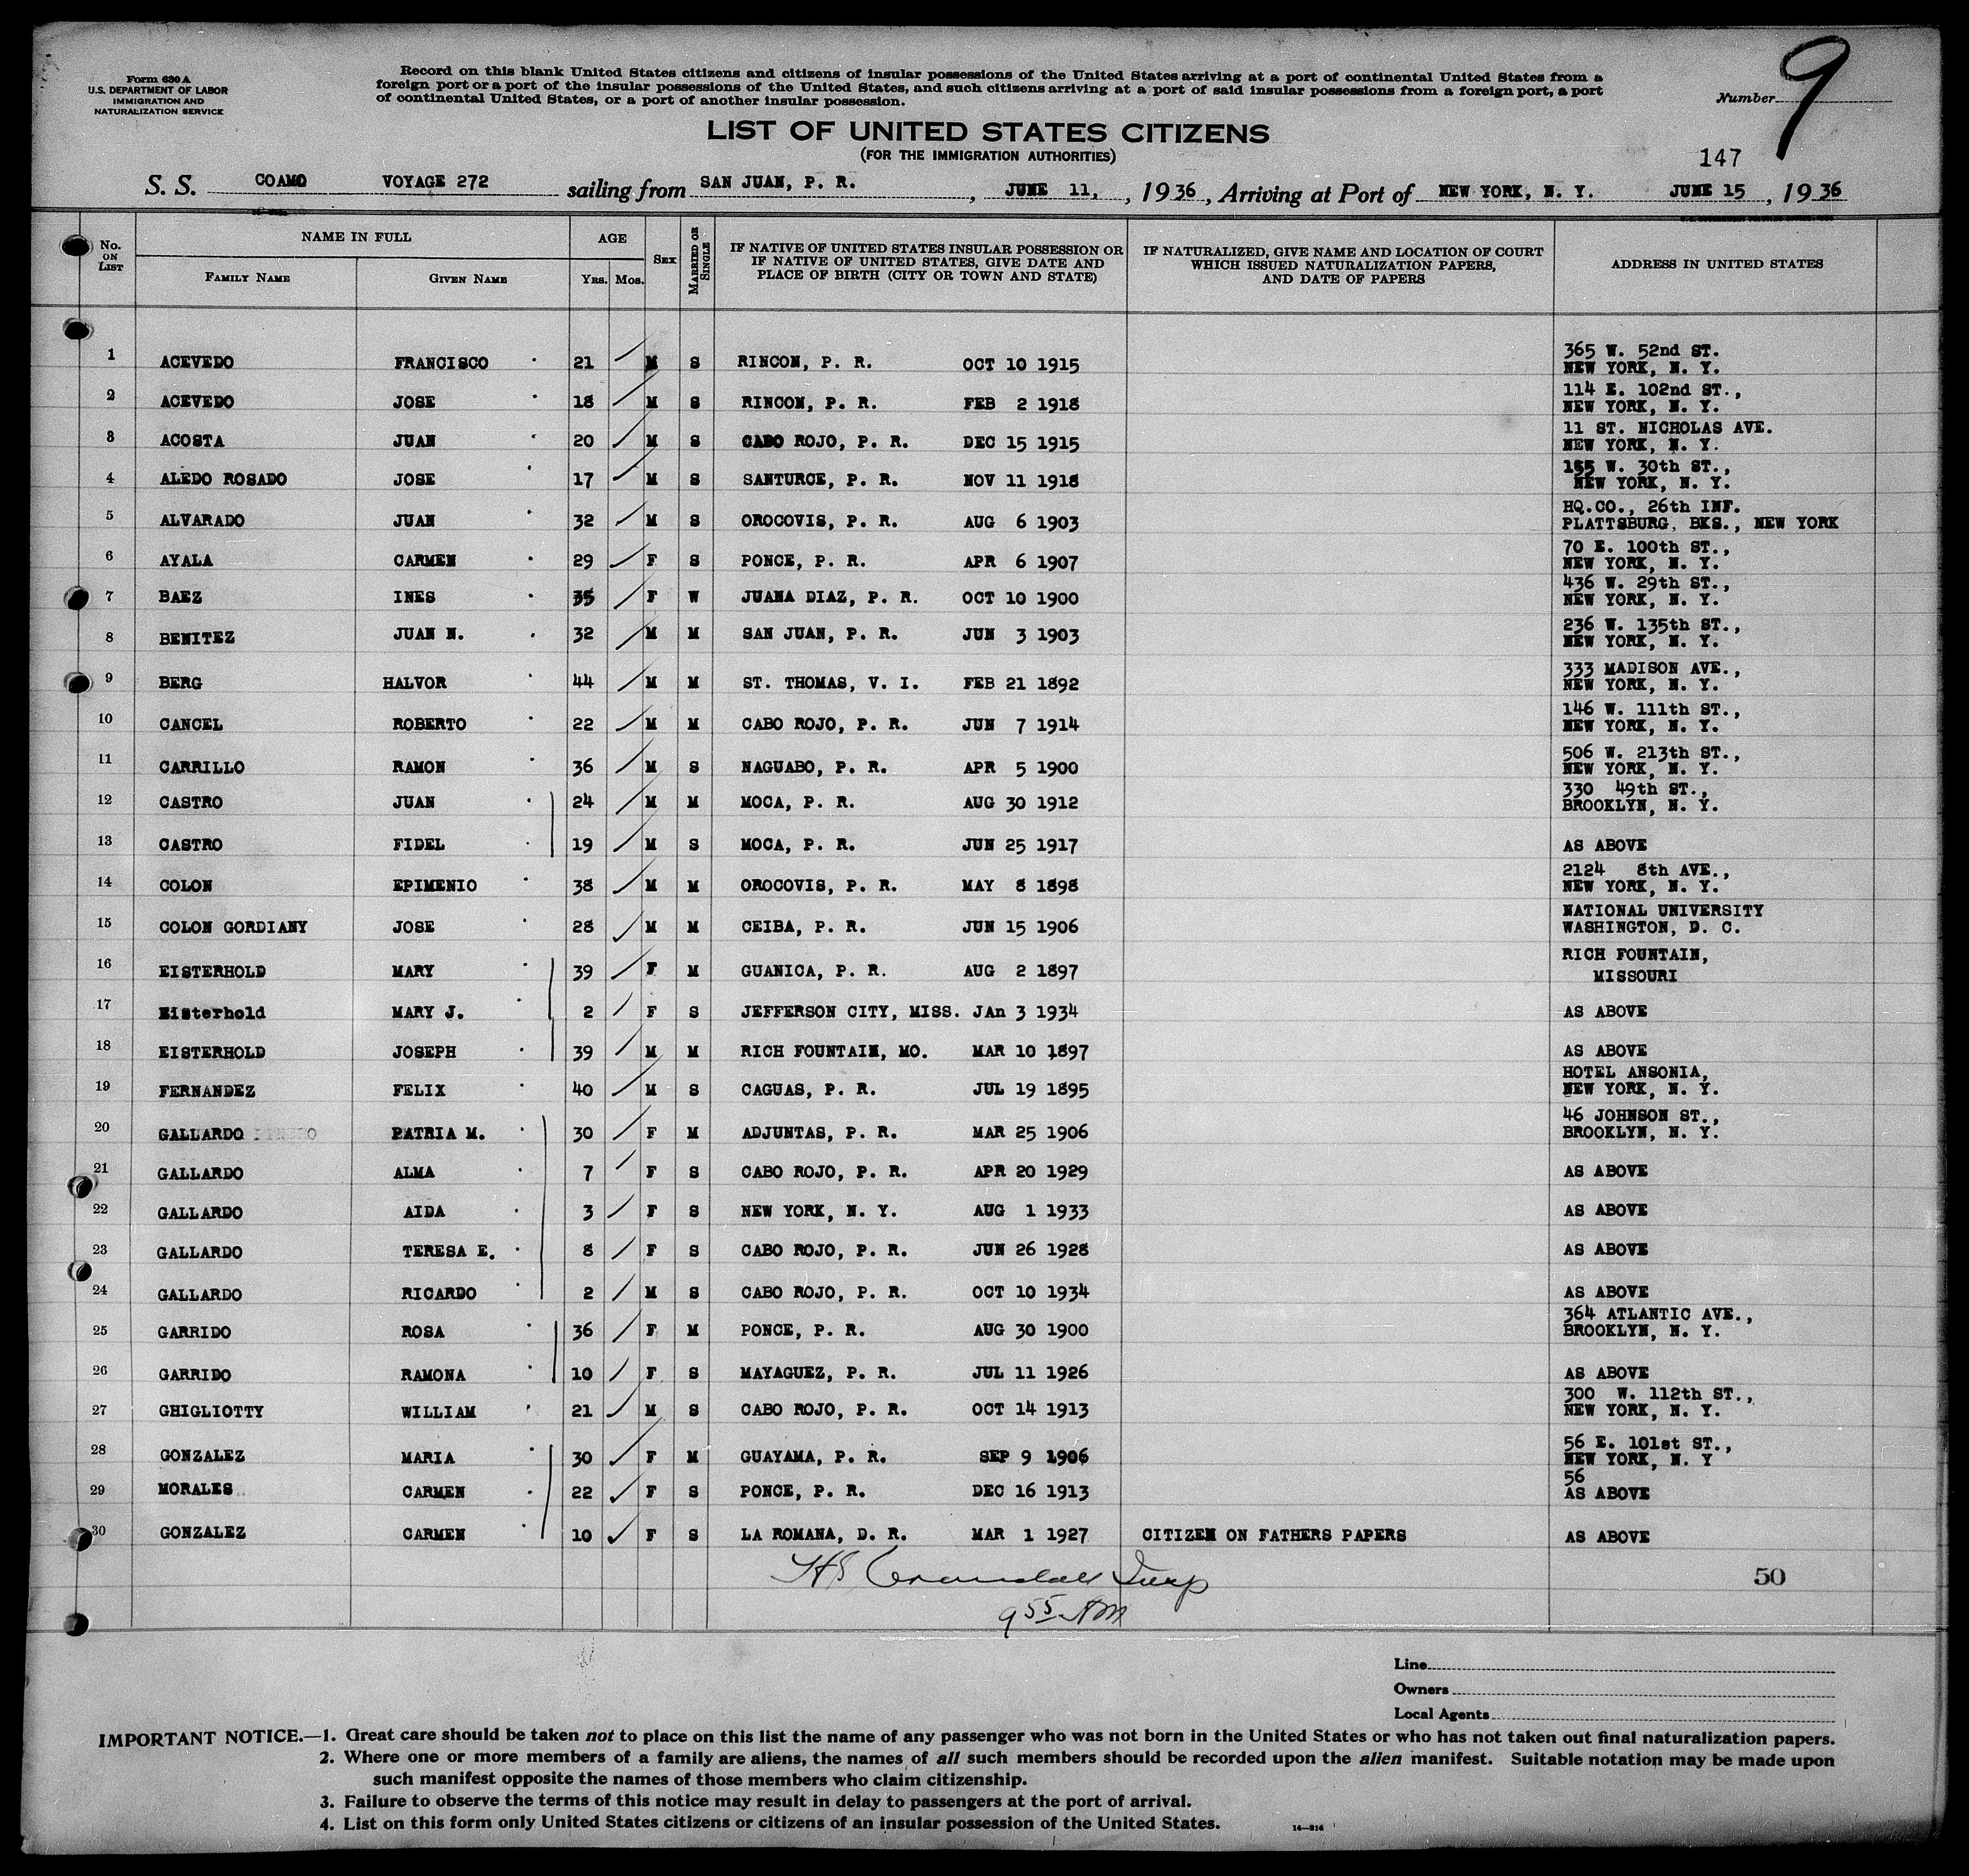 Form 630 A
U.S. DEPARTMENT OF LABOR
IMMIGRATION AND
NATURALIZATION SERVICE
Record on this blank United States citizens and citizens of insular possessions of the United States arriving at a port of continental United States from a
foreign port or a port of the insular possessions of the United States, and such citizens arriving at a port of said insular possessions from a foreign port, a port
of continental United States, or a port of another insular possession.
Number 9
LIST OF UNITED STATES CITIZENS
(FOR THE IMMIGRATION AUTHORITIES)
147
S. S. COAMO VOYAGE 272 sailing from SAN JUAN, P. R. , JUNE 11, , 1936, Arriving at Port of NEW YORK, N. Y. JUNE 15 , 1936
No. ON LIST
NAME IN FULL
FAMILY NAME GIVEN NAME
AGE
YRS. MOS.
SEX
MARRIED OR SINGLE
IF NATIVE OF UNITED STATES INSULAR POSSESSION OR
IF NATIVE OF UNITED STATES, GIVE DATE AND
PLACE OF BIRTH (CITY OR TOWN AND STATE)
IF NATURALIZED, GIVE NAME AND LOCATION OF COURT
WHICH ISSUED NATURALIZATION PAPERS,
AND DATE OF PAPERS
ADDRESS IN UNITED STATES
1 ACEVEDO FRANCISCO 21 M S RINCON, P. R. OCT 10 1915 365 W. 52nd ST.
NEW YORK, N. Y.
2 ACEVEDO JOSE 18 M S RINCON, P. R. FEB 2 1918 114 E. 102nd ST.,
NEW YORK, N. Y.
3 ACOSTA JUAN 20 M S CABO ROJO, P. R. DEC 15 1915 11 ST. NICHOLAS AVE.
NEW YORK, N. Y.
4 ALEDO ROSADO JOSE 17 M S SANTURCE, P. R. NOV 11 1918 W. 30th ST.,
NEW YORK, N. Y.
5 ALVARADO JUAN 32 M S OROCOVIS, P. R. AUG 6 1903 HQ.CO., 26th INF.
PLATTSBURG, BKS., NEW YORK
6 AYALA CARMEN 29 F S PONCE, P. R. APR 6 1907 70 E. 100th ST.,
NEW YORK, N. Y.
7 BAEZ INES 35 F W JUANA DIAZ, P. R. OCT 10 1900 436 W. 29th ST.,
NEW YORK, N. Y.
8 BENITEZ JUAN N. 32 M M SAN JUAN, P. R. JUN 3 1903 236 W. 135th ST.,
NEW YORK, N. Y.
9 BERG HALVOR 44 M M ST. THOMAS, V. I. FEB 21 1892 333 MADISON AVE.,
NEW YORK, N. Y.
10 CANCEL ROBERTO 22 M M CABO ROJO, P. R. JUN 7 1914 146 W. 111th ST.,
NEW YORK, N. Y.
11 CARRILLO RAMON 36 M S NAGUABO, P. R. APR 5 1900 506 W. 213th ST.,
NEW YORK, N. Y.
12 CASTRO JUAN 24 M M MOCA, P. R. AUG 30 1912 330 49th ST.,
BROOKLYN, N. Y.
13 CASTRO FIDEL 19 M S MOCA, P. R. JUN 25 1917 AS ABOVE
14 COLON EPIMENIO 38 M M OROCOVIS, P. R. MAY 8 1898 2124 8th AVE.,
NEW YORK, N. Y.
15 COLON GORDIANY JOSE 28 M M CEIBA, P. R. JUN 15 1906 NATIONAL UNIVERSITY
WASHINGTON, D. C.
16 EISTERHOLD MARY 39 F M GUANICA, P. R. AUG 2 1897 RICH FOUNTAIN,
MISSOURI
17 Eisterhold MARY J. 2 F S JEFFERSON CITY, MISS. JAn 3 1934 AS ABOVE
18 EISTERHOLD JOSEPH 39 M M RICH FOUNTAIN, MO. MAR 10 1897 AS ABOVE
19 FERNANDEZ FELIX 40 M S CAGUAS, P. R. JUL 19 1895 HOTEL ANSONIA,
NEW YORK, N. Y.
20 GALLARDO PATRIA M. 30 F M ADJUNTAS, P. R. MAR 25 1906 46 JOHNSON ST.,
BROOKLYN, N. Y.
21 GALLARDO ALMA 7 F S CABO ROJO, P. R. APR 20 1929 AS ABOVE
22 GALLARDO AIDA 3 F S NEW YORK, N. Y. AUG 1 1933 AS ABOVE
23 GALLARDO TERESA E. 8 F S CABO ROJO, P. R. JUN 26 1928 AS ABOVE
24 GALLARDO RICARDO 2 M S CABO ROJO, P. R. OCT 10 1934 AS ABOVE
25 GARRIDO ROSA 36 F M PONCE, P. R. AUG 30 1900 364 ATLANTIC AVE.,
BROOKLYN, N. Y.
26 GARRIDO RAMONA 10 F S MAYAGUEZ, P. R. JUL 11 1926 AS ABOVE
27 GHIGLIOTTY WILLIAM 21 M S CABO ROJO, P. R. OCT 14 1913 300 W. 112th ST.,
NEW YORK, N. Y.
28 GONZALEZ MARIA 30 F M GUAYAMA, P. R. SEP 9 1906 56 E. 101st ST.,
NEW YORK, N. Y
29 MORALES CARMEN 22 F S PONCE, P. R. DEC 16 1913 56
AS ABOVE
30 GONZALEZ CARMEN 10 F S LA ROMANA, D. R. MAR 1 1927 CITIZEN ON FATHERS PAPERS AS ABOVE
Crandall Insp
9 55 AM
50
Line
Owners
Local Agents
IMPORTANT NOTICE.—1. Great care should be taken not to place on this list the name of any passenger who was not born in the United States or who has not taken out final naturalization papers.
2. Where one or more members of a family are aliens, the names of all such members should be recorded upon the alien manifest. Suitable notation may be made upon
such manifest opposite the names of those members who claim citizenship.
3. Failure to observe the terms of this notice may result in delay to passengers at the port of arrival.
4. List on this form only United States citizens or citizens of an insular possession of the United States.